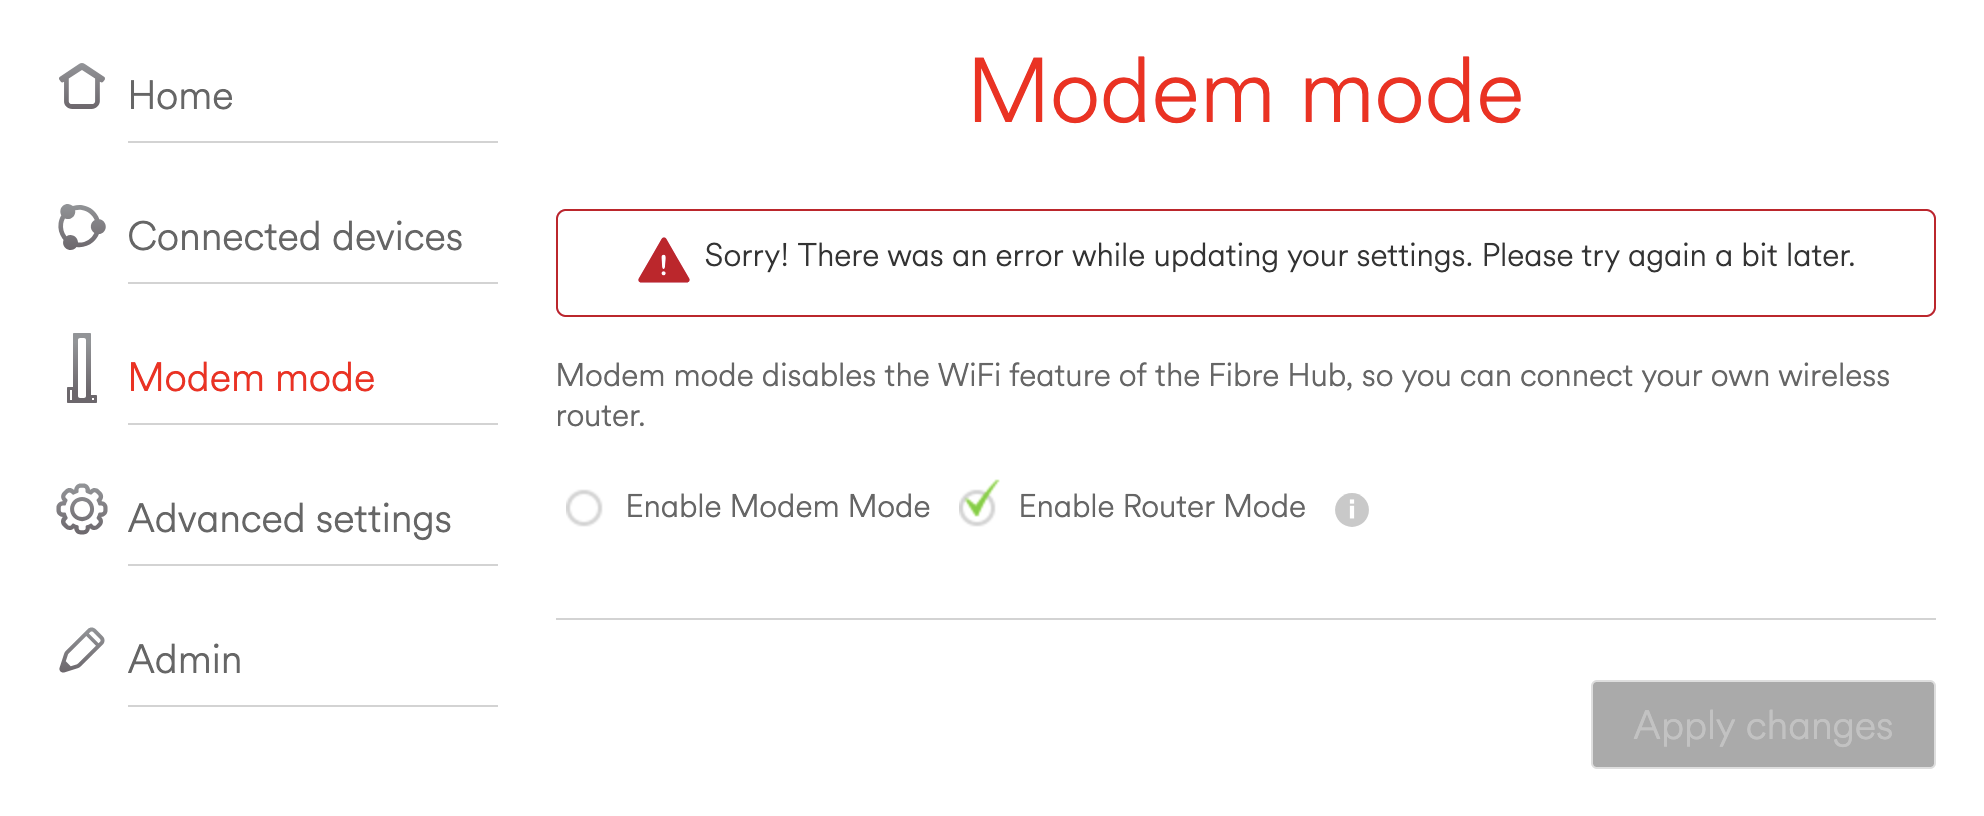 Home
Connected devices
Modem mode
Advanced settings
Admin
Modem mode
Sorry! There was an error while updating your settings. Please try again a bit later.
Modem mode disables the WiFi feature of the Fibre Hub, so you can connect your own wireless
router.
Enable Modem Mode Enable Router Mode
Apply changes